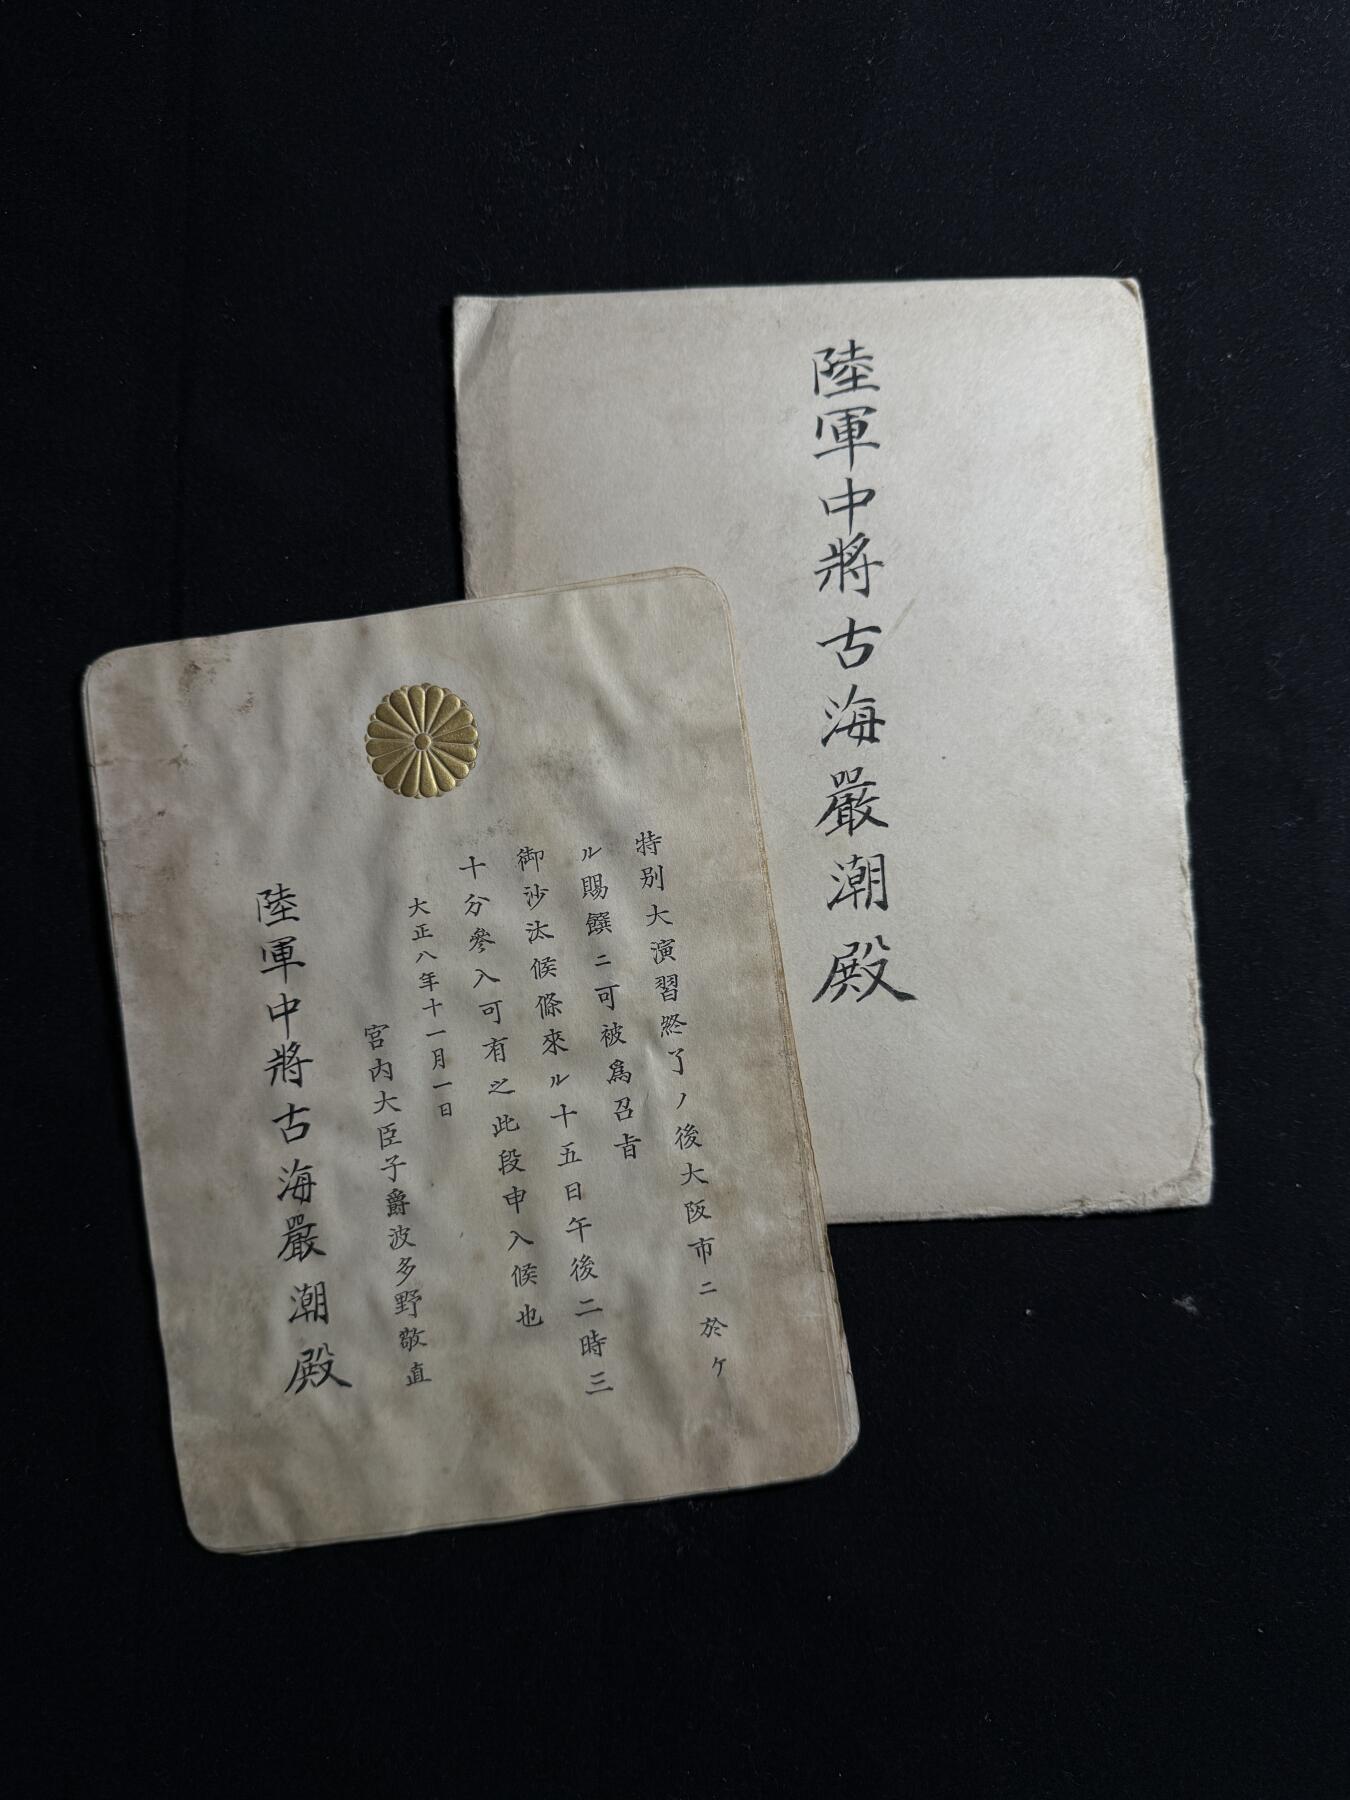 陸軍中將古海嚴潮殿
特別大演習終了ノ後大阪市ニ於ケ
ル賜饌ニ可被爲召旨
御沙汰候條來ル十五日午後二時三
十分參入可有之此段申入候也
大正八年十一月一日
宮內大臣子爵波多野敬直
陸軍中將古海嚴潮殿